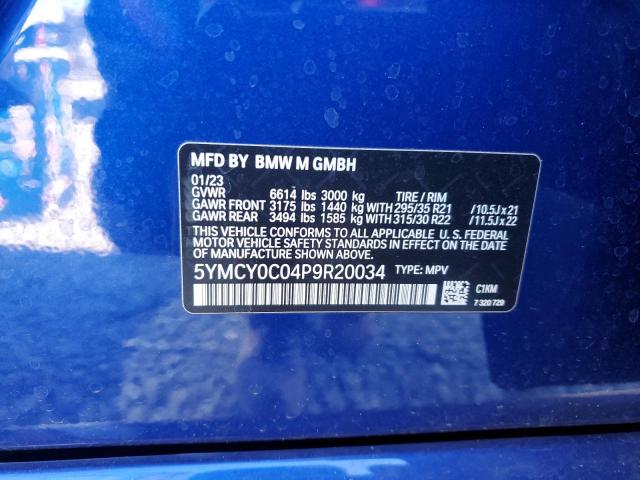 MFD BY BMW M GMBH
01/23
GVWR 6614 lbs 3000 kg TIRE / RIM
GAWR FRONT 3175 lbs 1440 kg WITH 295/35 R21 / 10.5J x 21
GAWR REAR 3494 lbs 1585 kg WITH 315/30 R22 / 11.5J x 22
THIS VEHICLE CONFORMS TO ALL APPLICABLE U.S. FEDERAL
MOTOR VEHICLE SAFETY STANDARDS IN EFFECT ON THE DATE OF
MANUFACTURE SHOWN ABOVE.
5YMCY0C04P9R20034 TYPE: MPV
C1KM
7 320 729